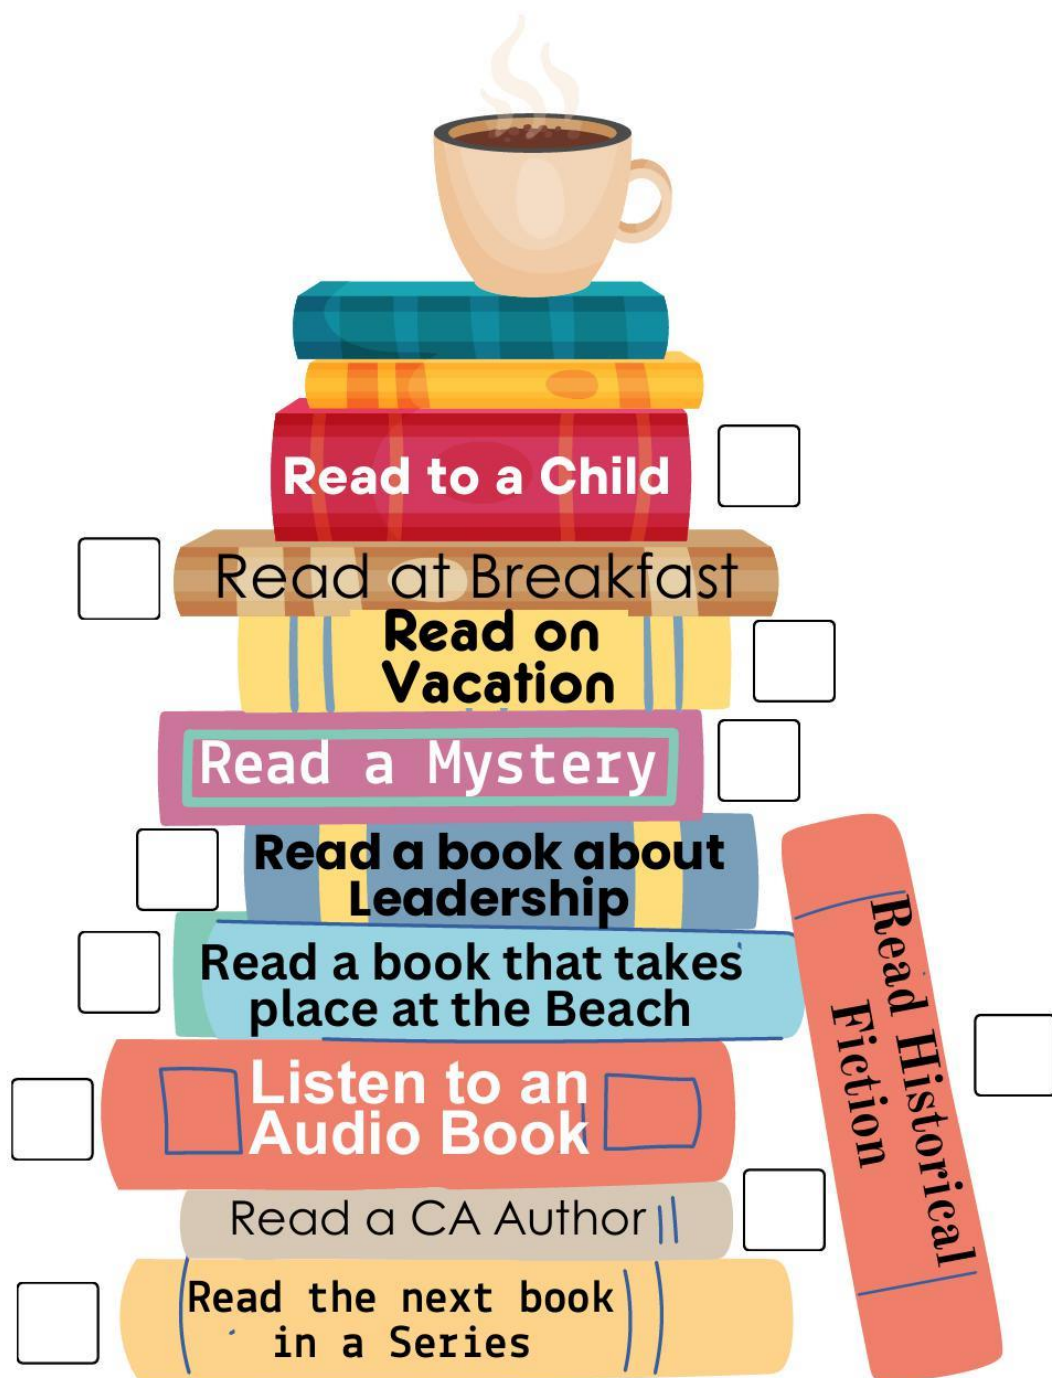 Read to a Child
Read at Breakfast
Read on
Vacation
Read a Mystery
Read a book about
Leadership
Read a book that takes
place at the Beach
Listen to an
Audio Book
Read a CA Author
Read the next book
in a Series
Read Historical
Fiction